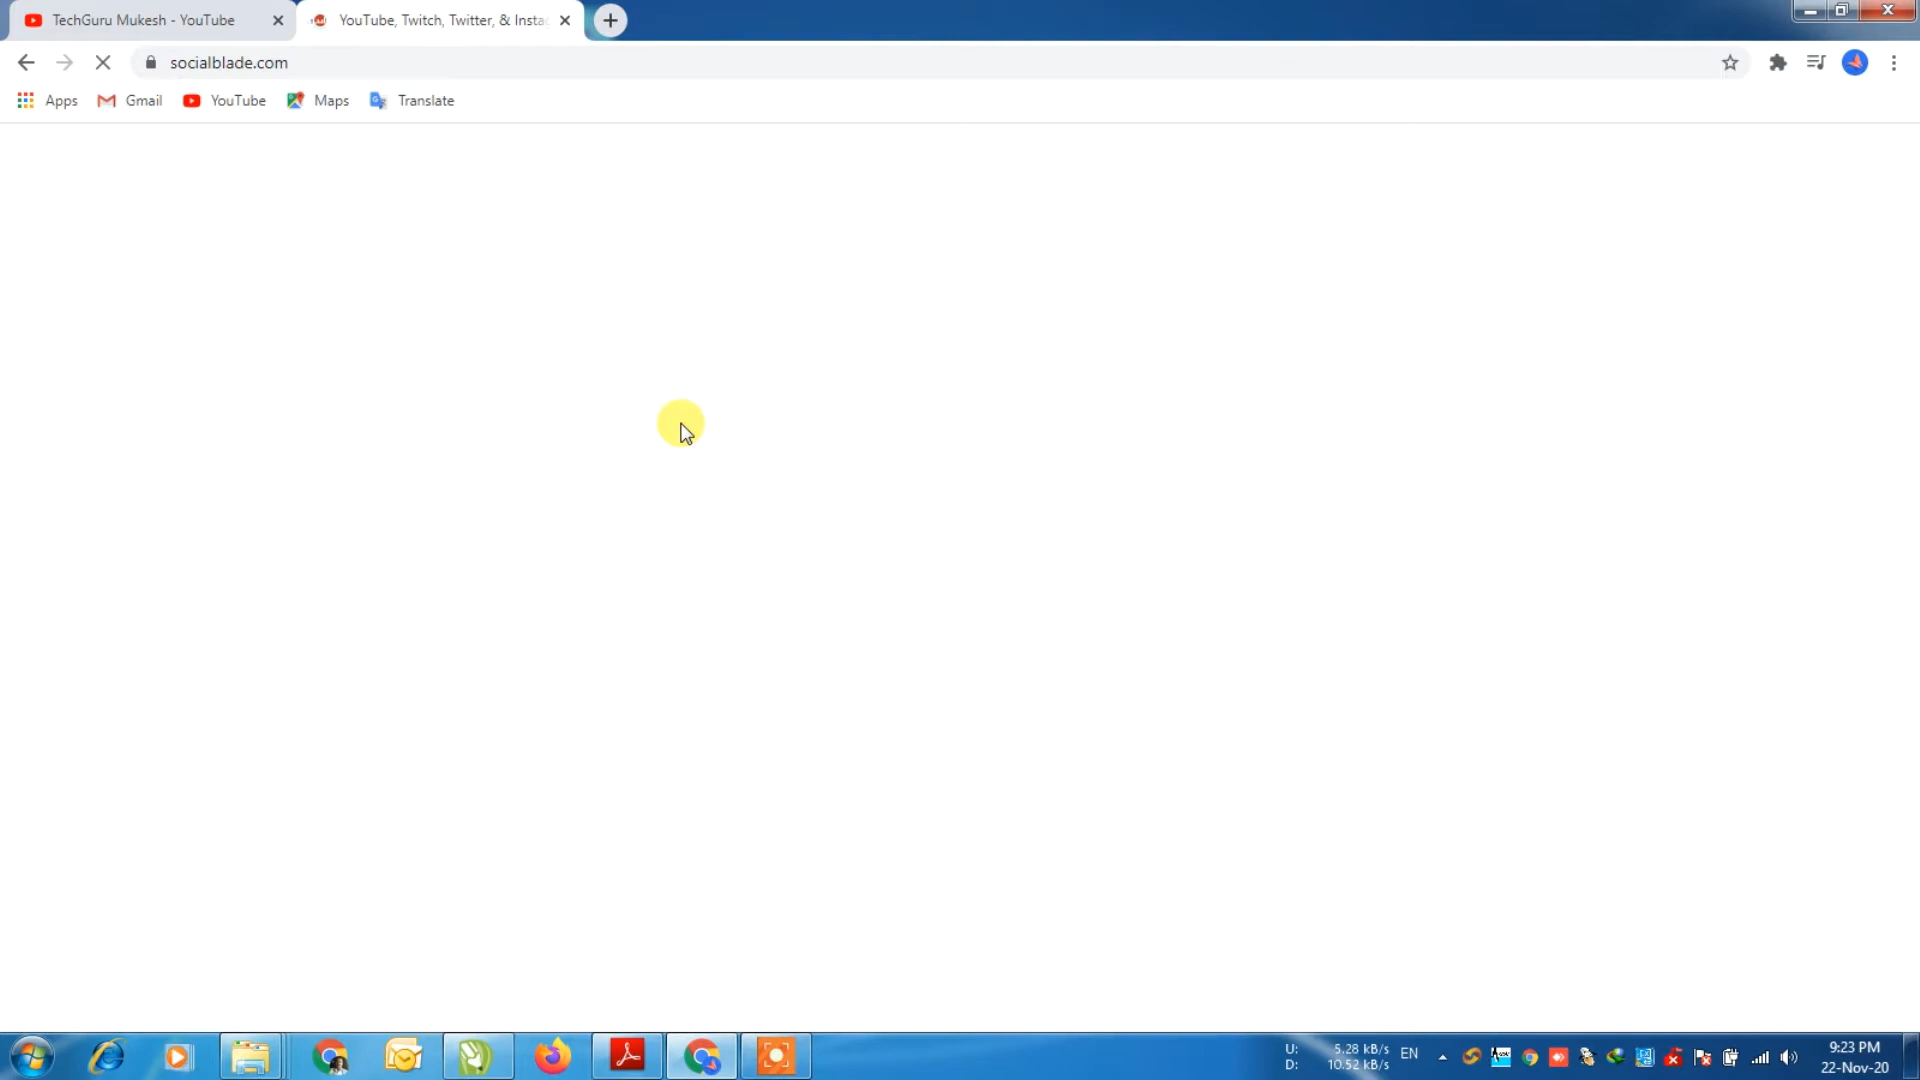 TechGuru Mukesh - YouTube
YouTube, Twitch, Twitter, & Insta
socialblade.com
Apps Gmail YouTube Maps Translate
U: 5.28 kB/s
D: 10.52 kB/s
EN
9:23 PM
22-Nov-20